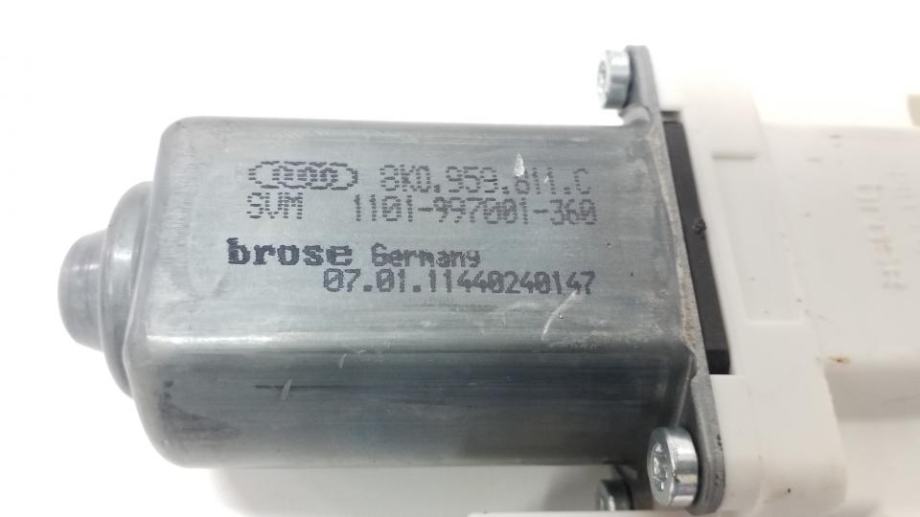 8K0.959.811.C
SVM 1101-997001-360
brose Germany
07.01.11440240147